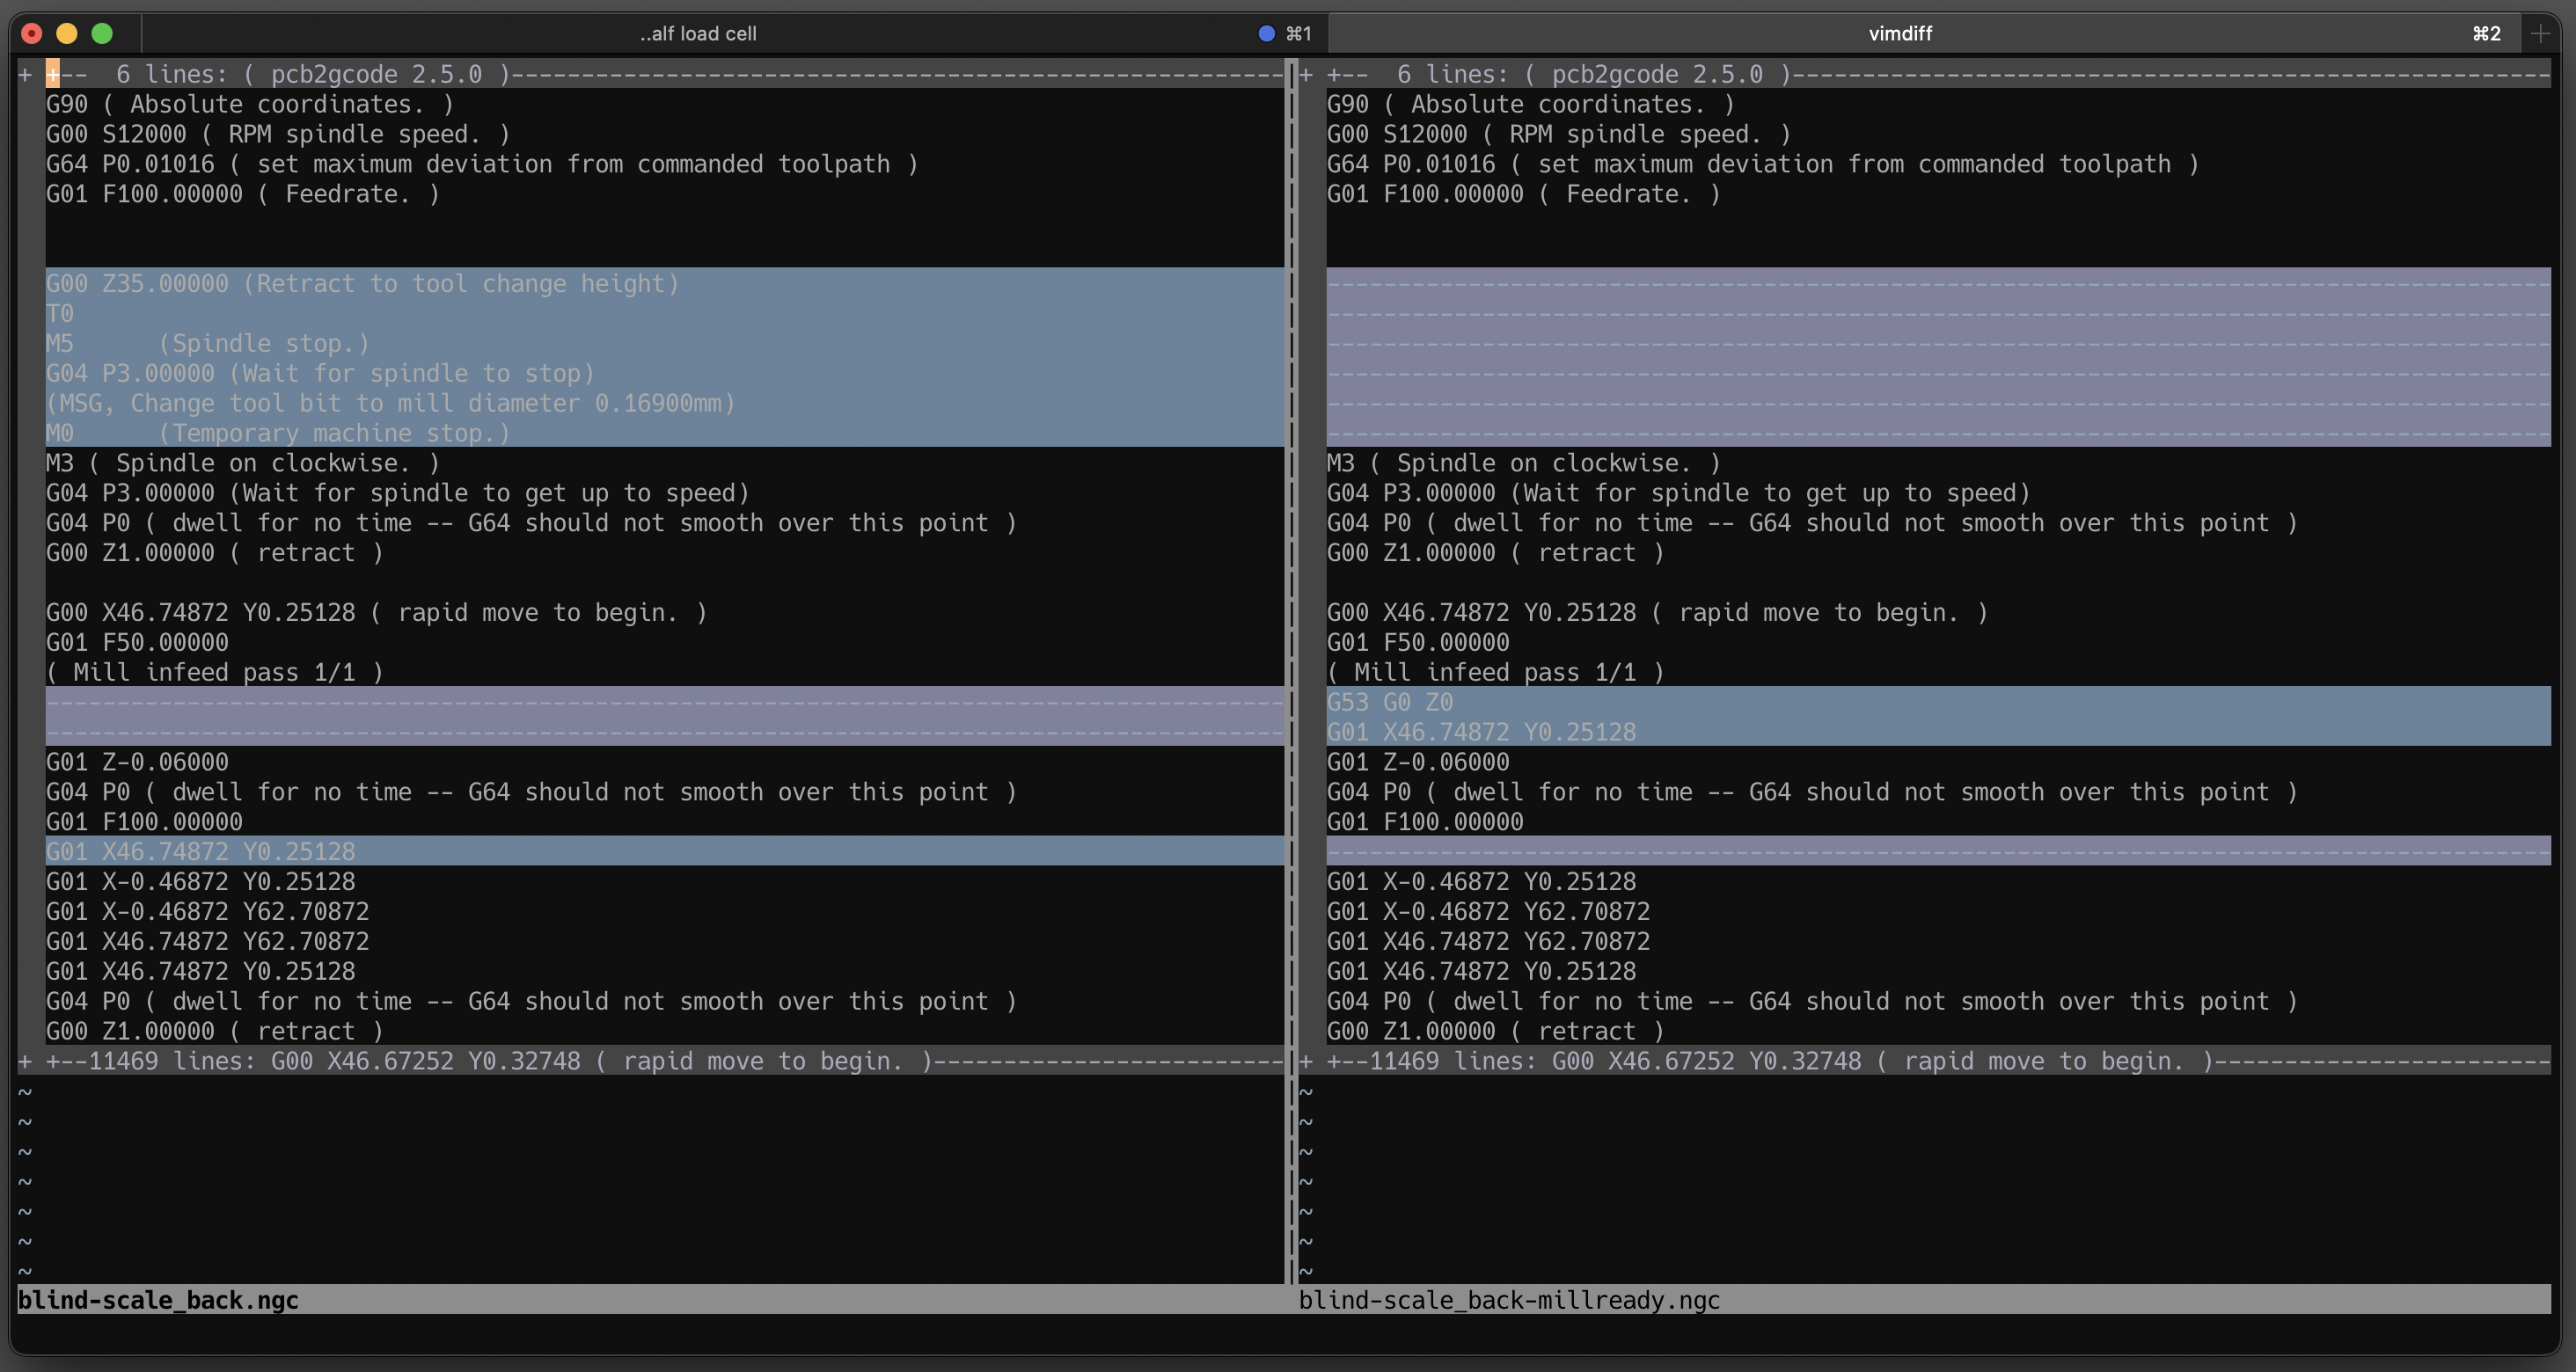 ..alf load cell ⌘1 vimdiff ⌘2
+ +--  6 lines: ( pcb2gcode 2.5.0 )------------------------------------------------------
G90 ( Absolute coordinates. )
G00 S12000 ( RPM spindle speed. )
G64 P0.01016 ( set maximum deviation from commanded toolpath )
G01 F100.00000 ( Feedrate. )
G00 Z35.00000 (Retract to tool change height)
T0
M5      (Spindle stop.)
G04 P3.00000 (Wait for spindle to stop)
(MSG, Change tool bit to mill diameter 0.16900mm)
M0      (Temporary machine stop.)
M3 ( Spindle on clockwise. )
G04 P3.00000 (Wait for spindle to get up to speed)
G04 P0 ( dwell for no time -- G64 should not smooth over this point )
G00 Z1.00000 ( retract )
G00 X46.74872 Y0.25128 ( rapid move to begin. )
G01 F50.00000
( Mill infeed pass 1/1 )
G01 Z-0.06000
G04 P0 ( dwell for no time -- G64 should not smooth over this point )
G01 F100.00000
G01 X46.74872 Y0.25128
G01 X-0.46872 Y0.25128
G01 X-0.46872 Y62.70872
G01 X46.74872 Y62.70872
G01 X46.74872 Y0.25128
G04 P0 ( dwell for no time -- G64 should not smooth over this point )
G00 Z1.00000 ( retract )
+ +--11469 lines: G00 X46.67252 Y0.32748 ( rapid move to begin. )-------------------------
~
~
~
~
~
~
~
blind-scale_back.ngc
+ +--  6 lines: ( pcb2gcode 2.5.0 )------------------------------------------------------
G90 ( Absolute coordinates. )
G00 S12000 ( RPM spindle speed. )
G64 P0.01016 ( set maximum deviation from commanded toolpath )
G01 F100.00000 ( Feedrate. )
M3 ( Spindle on clockwise. )
G04 P3.00000 (Wait for spindle to get up to speed)
G04 P0 ( dwell for no time -- G64 should not smooth over this point )
G00 Z1.00000 ( retract )
G00 X46.74872 Y0.25128 ( rapid move to begin. )
G01 F50.00000
( Mill infeed pass 1/1 )
G53 G0 Z0
G01 X46.74872 Y0.25128
G01 Z-0.06000
G04 P0 ( dwell for no time -- G64 should not smooth over this point )
G01 F100.00000
G01 X-0.46872 Y0.25128
G01 X-0.46872 Y62.70872
G01 X46.74872 Y62.70872
G01 X46.74872 Y0.25128
G04 P0 ( dwell for no time -- G64 should not smooth over this point )
G00 Z1.00000 ( retract )
+ +--11469 lines: G00 X46.67252 Y0.32748 ( rapid move to begin. )------------------------
~
~
~
~
~
~
~
blind-scale_back-millready.ngc